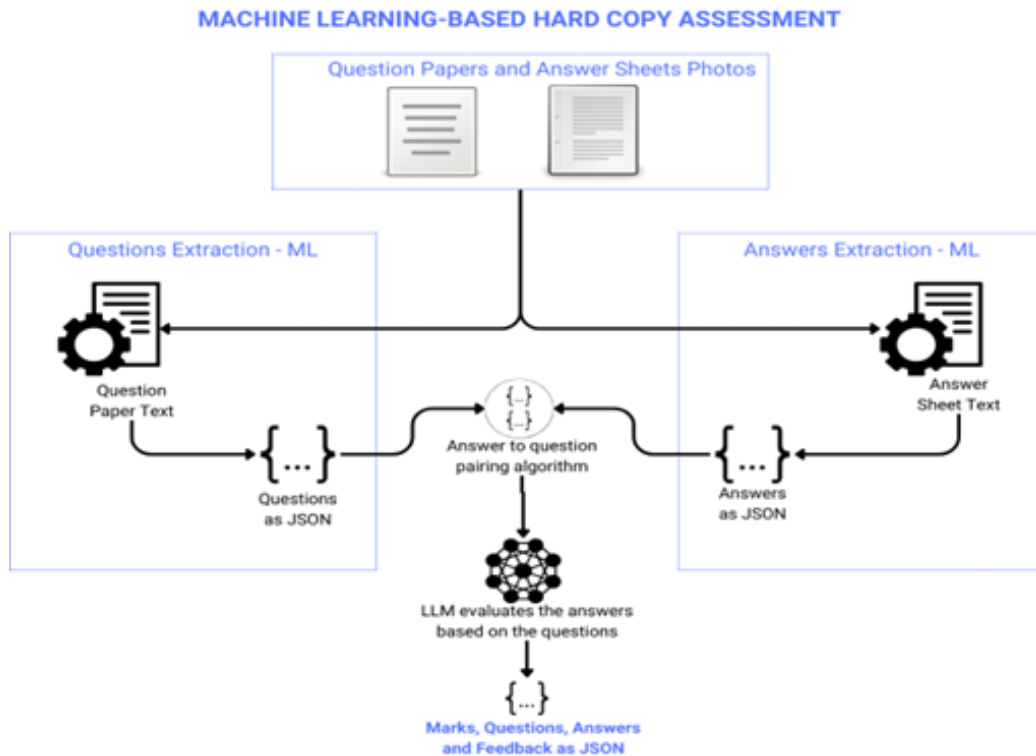 MACHINE LEARNING-BASED HARD COPY ASSESSMENT
Question Papers and Answer Sheets Photos
Questions Extraction - ML
Question
Paper Text
{...}
Questions
as JSON
Answers Extraction - ML
Answer
Sheet Text
{...}
Answers
as JSON
{...}
{...}
Answer to question
pairing algorithm
LLM evaluates the answers
based on the questions
{...}
Marks, Questions, Answers
and Feedback as JSON